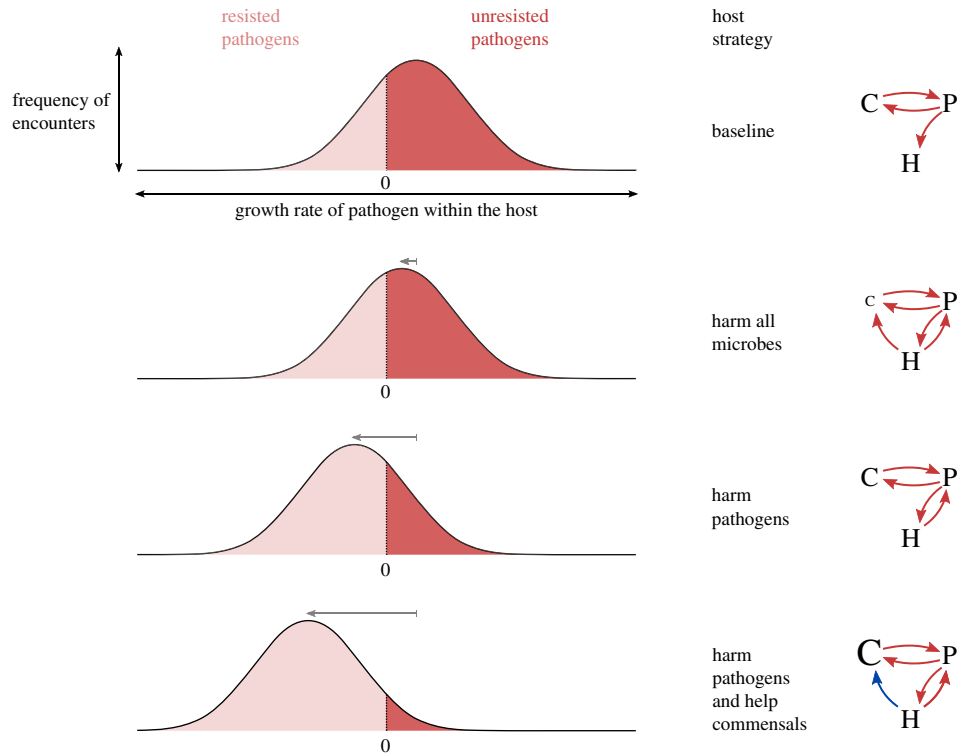 resisted
pathogens
unresisted
pathogens
host
strategy
frequency of
encounters
0
growth rate of pathogen within the host
baseline
C P
H
0
harm all
microbes
C P
H
0
harm
pathogens
C P
H
0
harm
pathogens
and help
commensals
C P
H